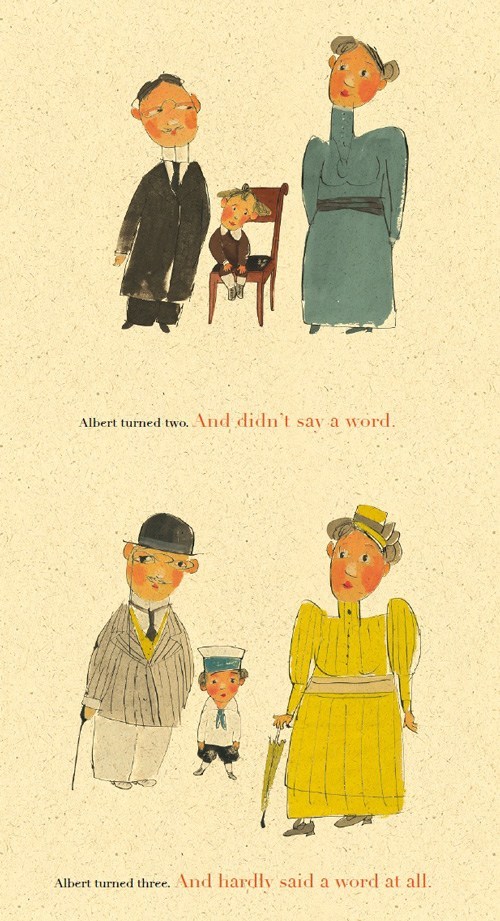 Albert turned two. And didn't say a word.
Albert turned three. And hardly said a word at all.